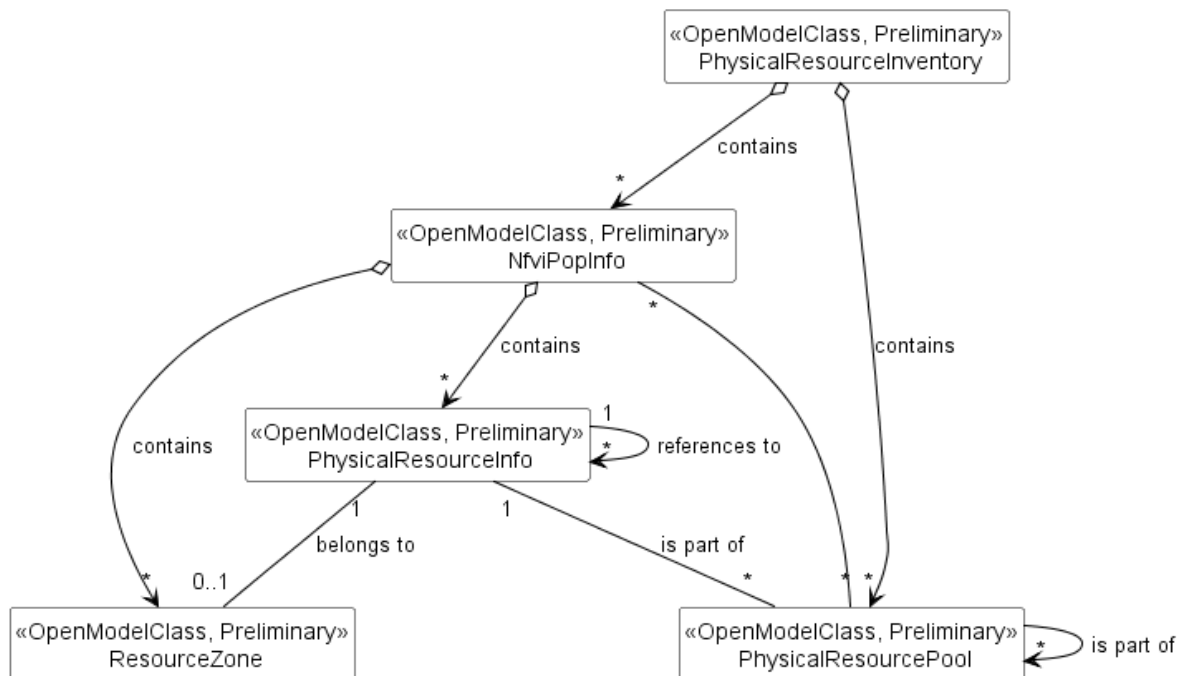 «OpenModelClass, Preliminary»
PhysicalResourceInventory
contains
*
«OpenModelClass, Preliminary»
NfviPopInfo
*
contains
contains
*
«OpenModelClass, Preliminary»
PhysicalResourceInfo
1
*
references to
contains
1
1
belongs to
is part of
*
0..1
*
*
*
«OpenModelClass, Preliminary»
ResourceZone
«OpenModelClass, Preliminary»
PhysicalResourcePool
*
is part of